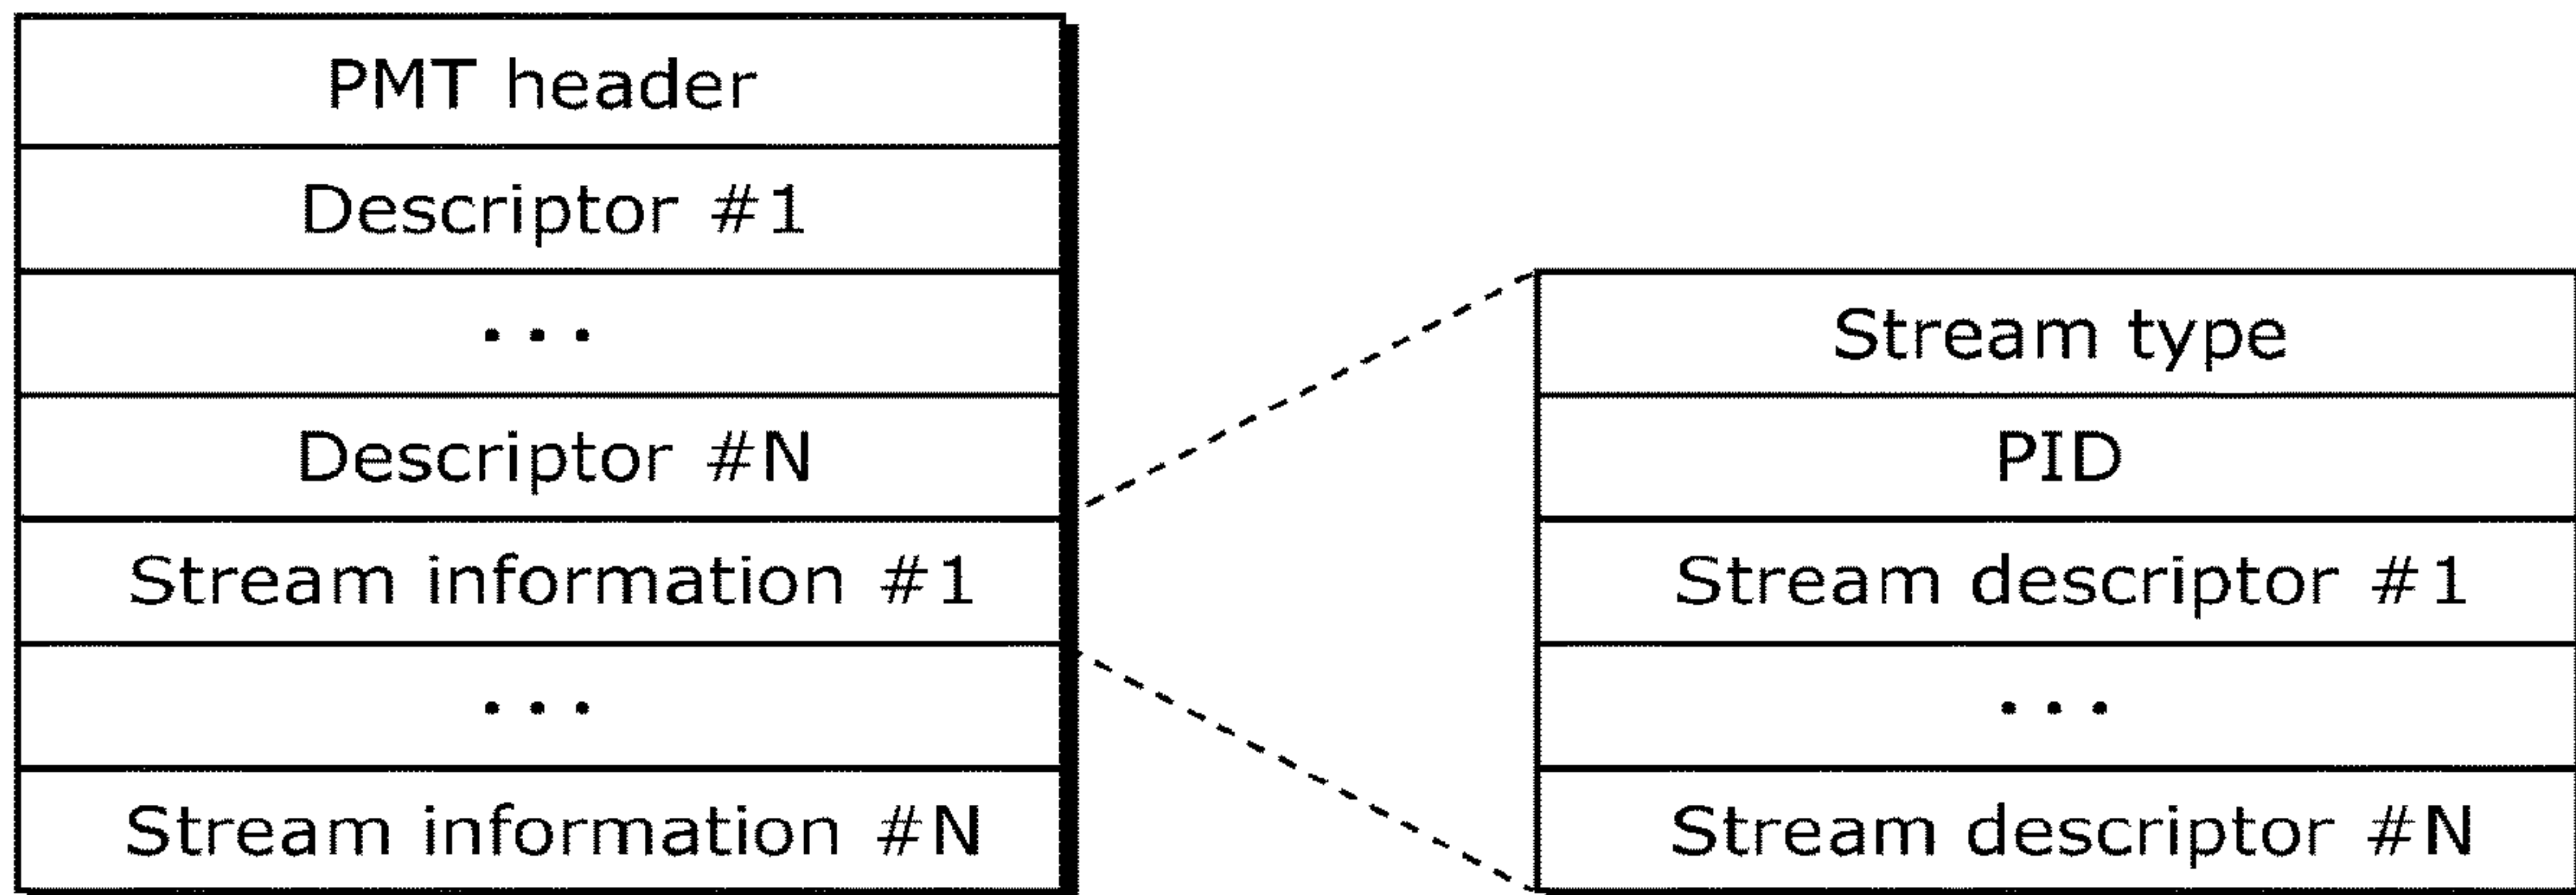 PMT header
Descriptor #1
...
Descriptor #N
Stream information #1
...
Stream information #N
Stream type
PID
Stream descriptor #1
...
Stream descriptor #N